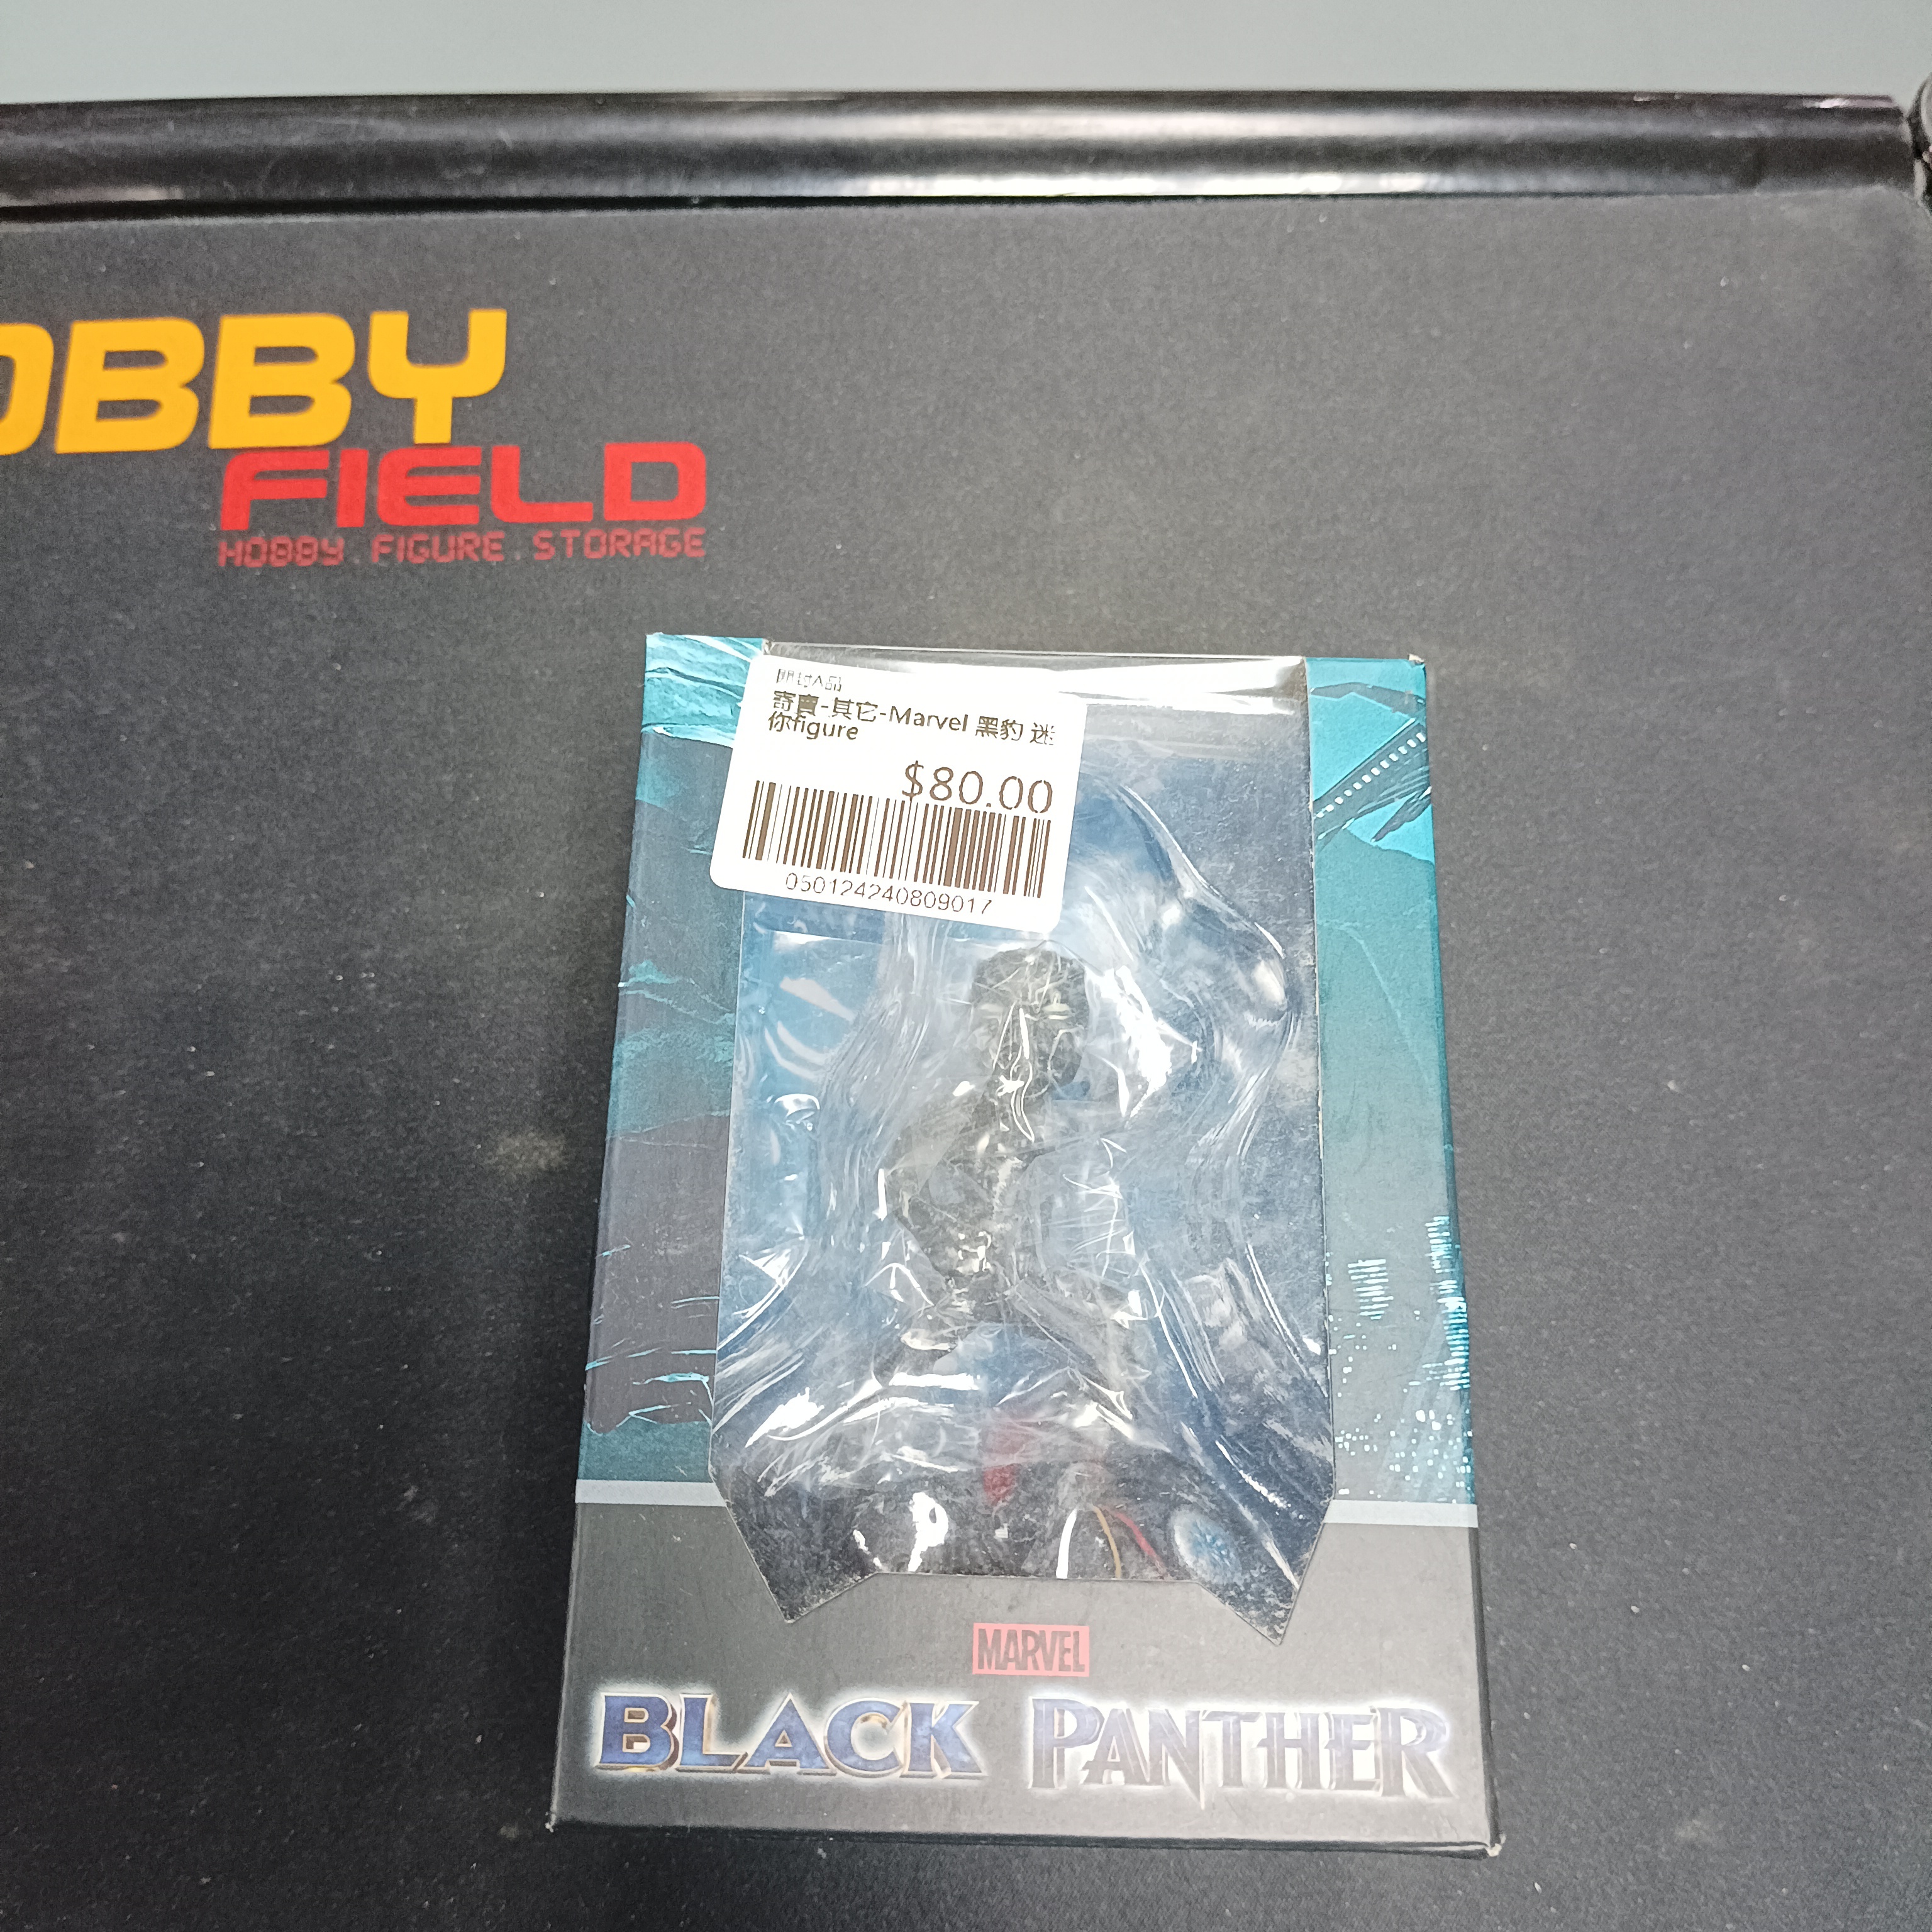 OBBY
FIELD
HOBBY . FIGURE . STORAGE
寄賣-其它-Marvel 黑豹 迷
你figure
$80.00
050124240809017
MARVEL
BLACK PANTHER